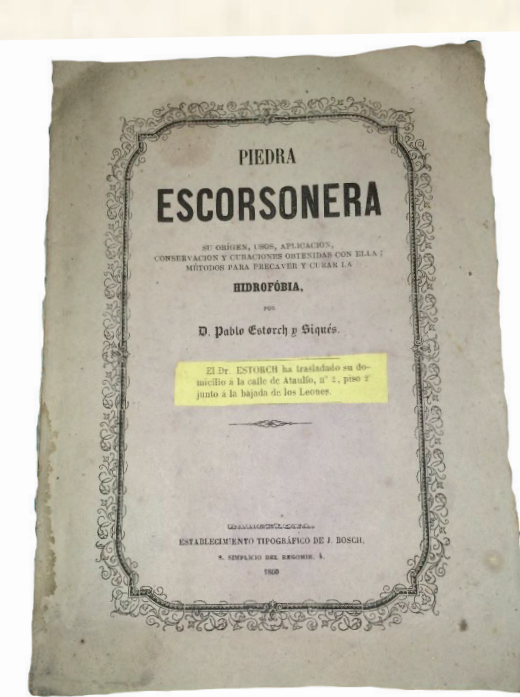 PIEDRA
ESCORSONERA
SU ORÍGEN, USOS, APLICACION,
CONSERVACION Y CURACIONES OBTENIDAS CON ELLA;
MÉTODOS PARA PRECAVER Y CURAR LA
HIDROFÓBIA,
POR
D. Pablo Estorch y Siqués.
El Dr. ESTORCH ha trasladado su do-
micilio á la calle de Ataulfo, nº 2, piso 2º
junto á la bajada de los Leones.
ESTABLECIMIENTO TIPOGRÁFICO DE J. BOSCH,
S. SIMPLICIO DEL REGOMIR, 4.